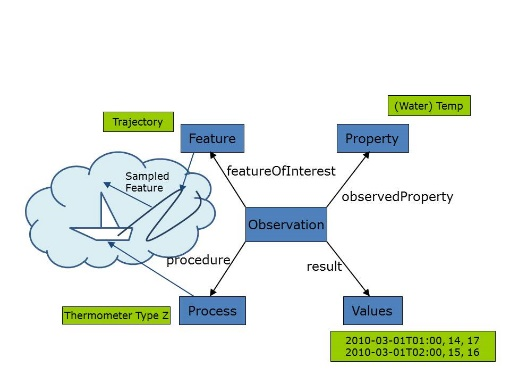 (Water) Temp
Trajectory
Feature
Property
featureOfInterest
Sampled
Feature
observedProperty
Observation
procedure
result
Thermometer Type Z
Process
Values
2010-03-01T01:00, 14, 17
2010-03-01T02:00, 15, 16